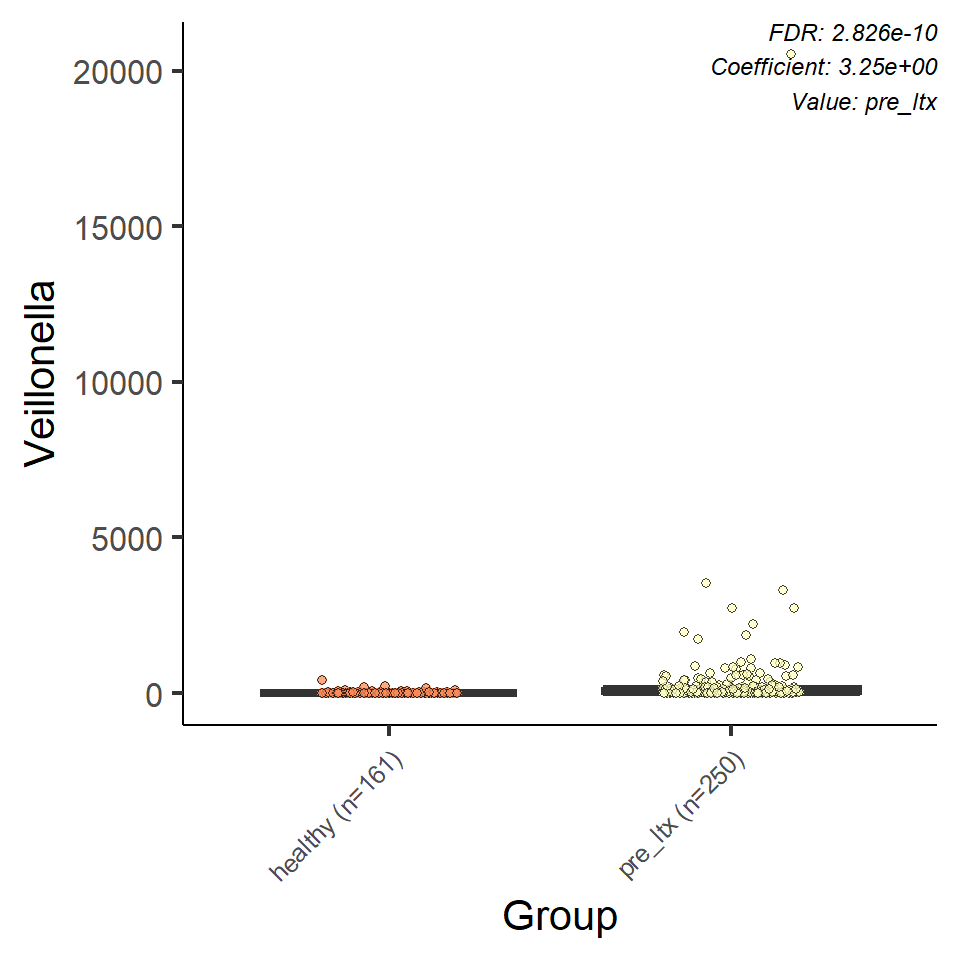 FDR: 2.826e-10
Coefficient: 3.25e+00
Value: pre_ltx
20000
15000
10000
5000
0
Veillonella
healthy (n=161)
pre_ltx (n=250)
Group